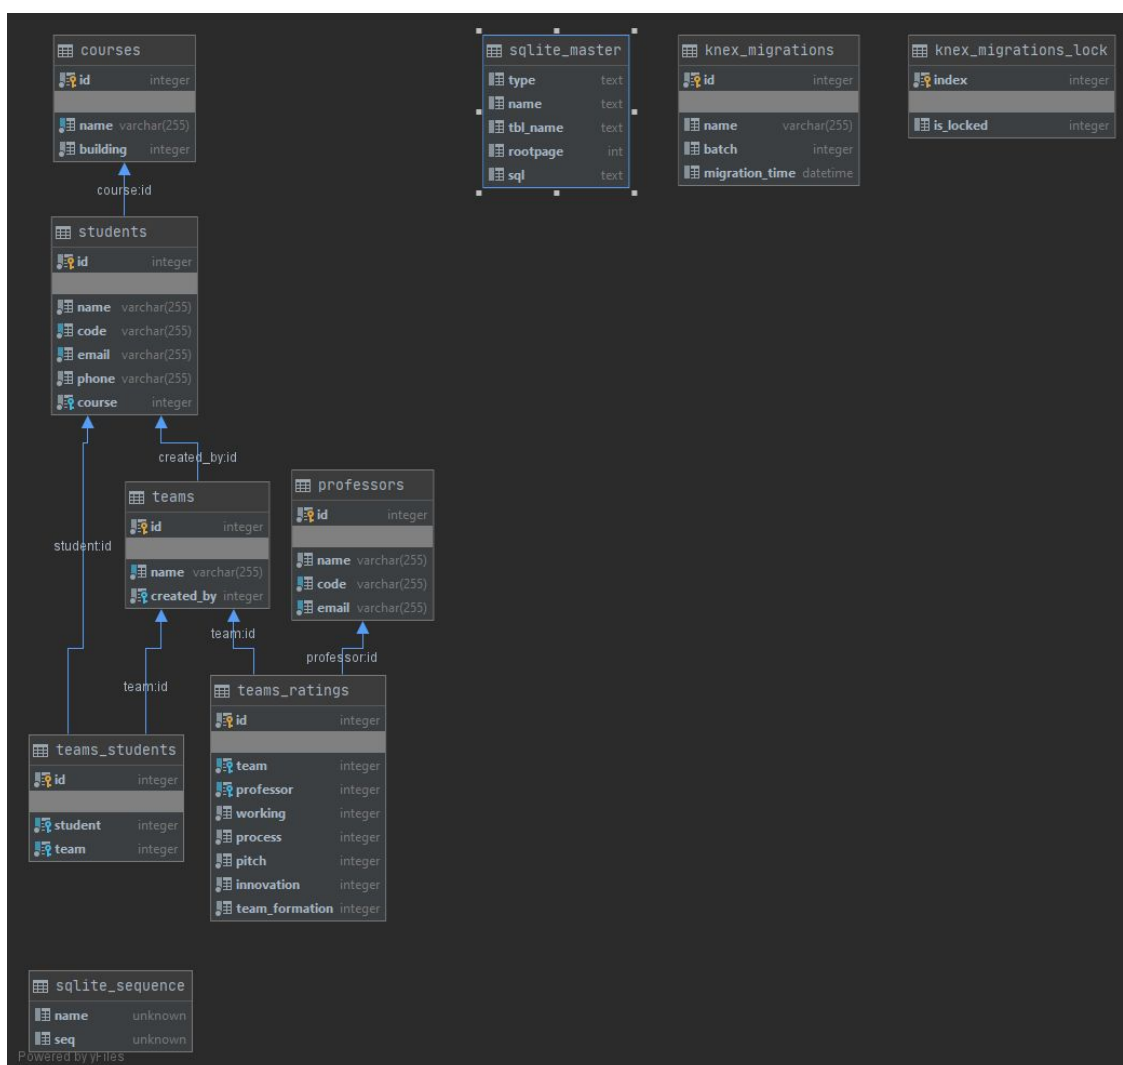 courses
id integer
name varchar(255)
building integer
course:id
students
id integer
name varchar(255)
code varchar(255)
email varchar(255)
phone varchar(255)
course integer
created_by:id
student:id
teams
id integer
name varchar(255)
created_by integer
professors
id integer
name varchar(255)
code varchar(255)
email varchar(255)
team:id
professor:id
team:id
teams_students
id integer
student integer
team integer
teams_ratings
id integer
team integer
professor integer
working integer
process integer
pitch integer
innovation integer
team_formation integer
sqlite_sequence
name unknown
seq unknown
Powered by yFiles
sqlite_master
type text
name text
tbl_name text
rootpage int
sql text
knex_migrations
id integer
name varchar(255)
batch integer
migration_time datetime
knex_migrations_lock
index integer
is_locked integer